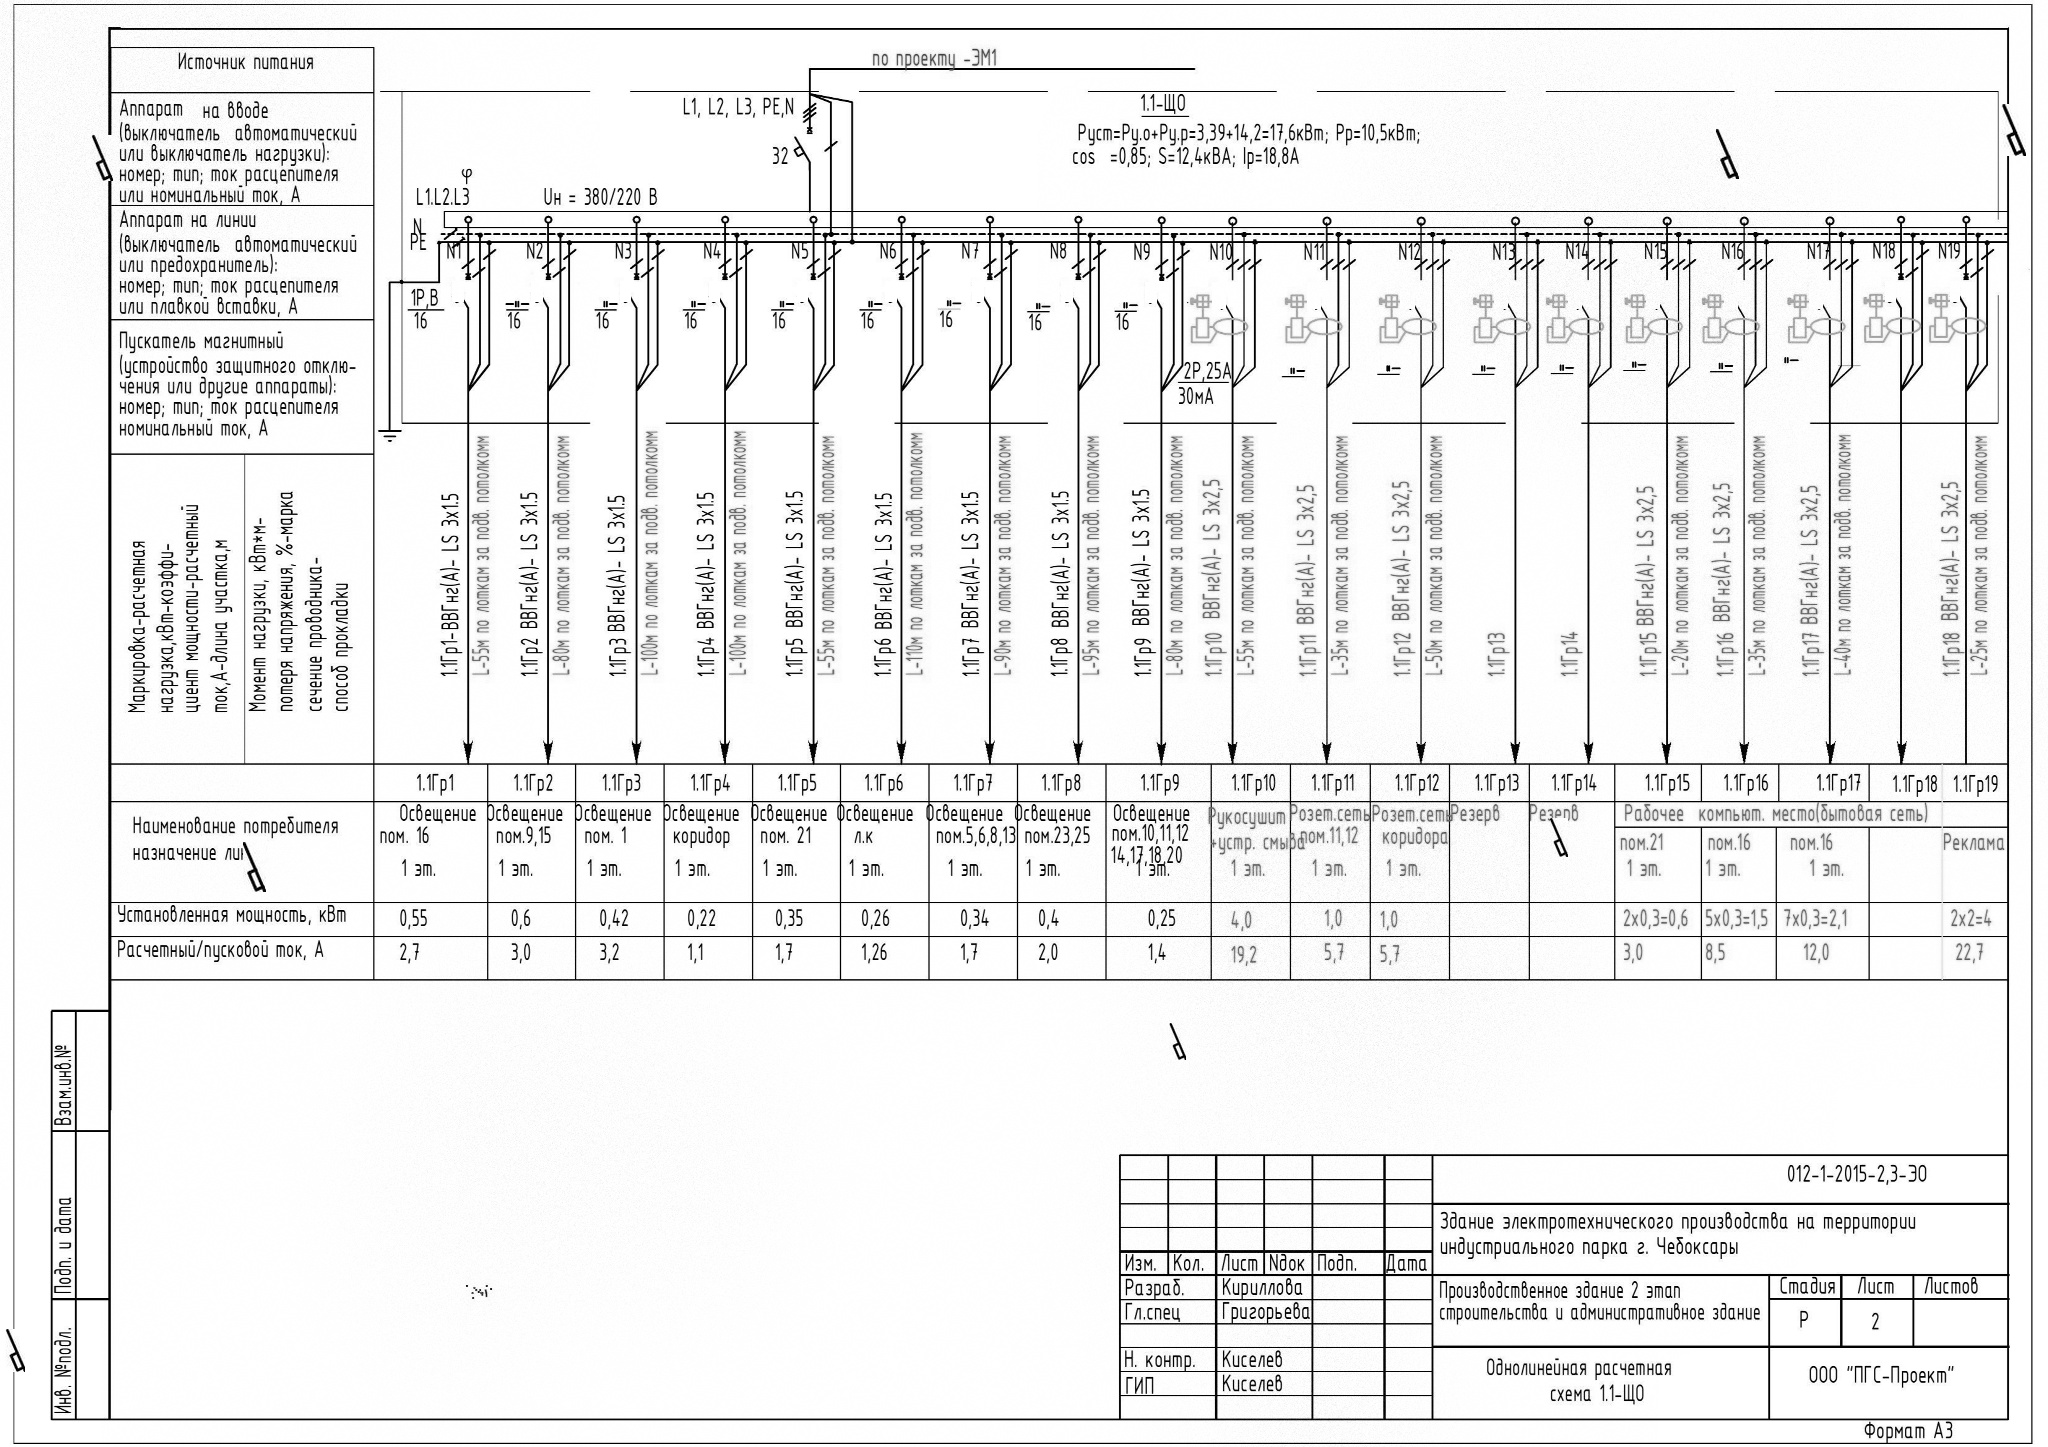 Источник питания
по проекту -ЭМ1
Аппарат на вводе
(выключатель автоматический
или выключатель нагрузки):
номер; тип; ток расцепителя
или номинальный ток, А
L1, L2, L3, PE,N
32
1.1-ЩО
Руст=Ру.о+Ру.р=3,39+14,2=17,6кВт; Рр=10,5кВт;
cos =0,85; S=12,4кВА; Iр=18,8А
φ
L1.L2.L3
Uн = 380/220 В
N
PE
Аппарат на линии
(выключатель автоматический
или предохранитель):
номер; тип; ток расцепителя
или плавкой вставки, А
N1 N2 N3 N4 N5 N6 N7 N8 N9 N10 N11 N12 N13 N14 N15 N16 N17 N18 N19
1Р,В
16
-"-
16
-"-
16
-"-
16
-"-
16
-"-
16
-"-
16
-"-
16
-"-
16
Пускатель магнитный
(устройство защитного отклю-
чения или другие аппараты):
номер; тип; ток расцепителя
номинальный ток, А
2Р,25А
30мА
"- "- "- "- "- "- "-
Маркировка-расчетная
нагрузка,кВт-коэффи-
циент мощности-расчетный
ток,А-длина участка,м
Момент нагрузки, кВт*м-
потеря напряжения, %-марка
сечение проводника-
способ прокладки
1.1Гр1-ВВГнг(А)- LS 3х1.5
L-55м по лоткам за подв. потолкомм
1.1Гр2 ВВГнг(А)- LS 3х1.5
L-80м по лоткам за подв. потолкомм
1.1Гр3 ВВГнг(А)- LS 3х1.5
L-100м по лоткам за подв. потолкомм
1.1Гр4 ВВГнг(А)- LS 3х1.5
L-100м по лоткам за подв. потолкомм
1.1Гр5 ВВГнг(А)- LS 3х1.5
L-55м по лоткам за подв. потолкомм
1.1Гр6 ВВГнг(А)- LS 3х1.5
L-110м по лоткам за подв. потолкомм
1.1Гр7 ВВГнг(А)- LS 3х1.5
L-90м по лоткам за подв. потолкомм
1.1Гр8 ВВГнг(А)- LS 3х1.5
L-95м по лоткам за подв. потолкомм
1.1Гр9 ВВГнг(А)- LS 3х1.5
L-80м по лоткам за подв. потолкомм
1.1Гр10 ВВГнг(А)- LS 3х2,5
L-55м по лоткам за подв. потолкомм
1.1Гр11 ВВГнг(А)- LS 3х2,5
L-35м по лоткам за подв. потолкомм
1.1Гр12 ВВГнг(А)- LS 3х2,5
L-50м по лоткам за подв. потолкомм
1.1Гр13
1.1Гр14
1.1Гр15 ВВГнг(А)- LS 3х2,5
L-20м по лоткам за подв. потолкомм
1.1Гр16 ВВГнг(А)- LS 3х2,5
L-35м по лоткам за подв. потолкомм
1.1Гр17 ВВГнг(А)- LS 3х2,5
L-40м по лоткам за подв. потолкомм
1.1Гр18 ВВГнг(А)- LS 3х2,5
L-25м по лоткам за подв. потолкомм
1.1Гр1 1.1Гр2 1.1Гр3 1.1Гр4 1.1Гр5 1.1Гр6 1.1Гр7 1.1Гр8 1.1Гр9 1.1Гр10 1.1Гр11 1.1Гр12 1.1Гр13 1.1Гр14 1.1Гр15 1.1Гр16 1.1Гр17 1.1Гр18 1.1Гр19
Наименование потребителя
назначение
Освещение
пом. 16
1 эт.
Освещение
пом.9,15
1 эт.
Освещение
пом. 1
1 эт.
Освещение
коридор
1 эт.
Освещение
пом. 21
1 эт.
Освещение
л.к
1 эт.
Освещение
пом.5,6,8,13
1 эт.
Освещение
пом.23,25
1 эт.
Освещение
пом.10,11,12
14,17,18,20
1 эт.
Рукосушит
+устр. смыва
1 эт.
Розет.сеть
пом.11,12
1 эт.
Розет.сеть
коридора
1 эт.
Резерв
Резерв
Рабочее компьют. место(бытовая сеть)
пом.21
1 эт.
пом.16
1 эт.
пом.16
1 эт.
Реклама
Установленная мощность, кВт
0,55 0,6 0,42 0,22 0,35 0,26 0,34 0,4 0,25 4,0 1,0 1,0 2х0,3=0,6 5х0,3=1,5 7х0,3=2,1 2х2=4
Расчетный/пусковой ток, А
2,7 3,0 3,2 1,1 1,7 1,26 1,7 2,0 1,4 19,2 5,7 5,7 3,0 8,5 12,0 22,7
Взам.инв.№
Подп. и дата
Инв. №подл.
012-1-2015-2,3-ЭО
Здание электротехнического производства на территории
индустриального парка г. Чебоксары
Изм. Кол. Лист Nдок Подп. Дата
Разраб. Кириллова
Гл.спец Григорьева
Н. контр. Киселев
ГИП Киселев
Производственное здание 2 этап
строительства и административное здание
Стадия Лист Листов
Р 2
Однолинейная расчетная
схема 1.1-ЩО
ООО "ПГС-Проект"
Формат А3